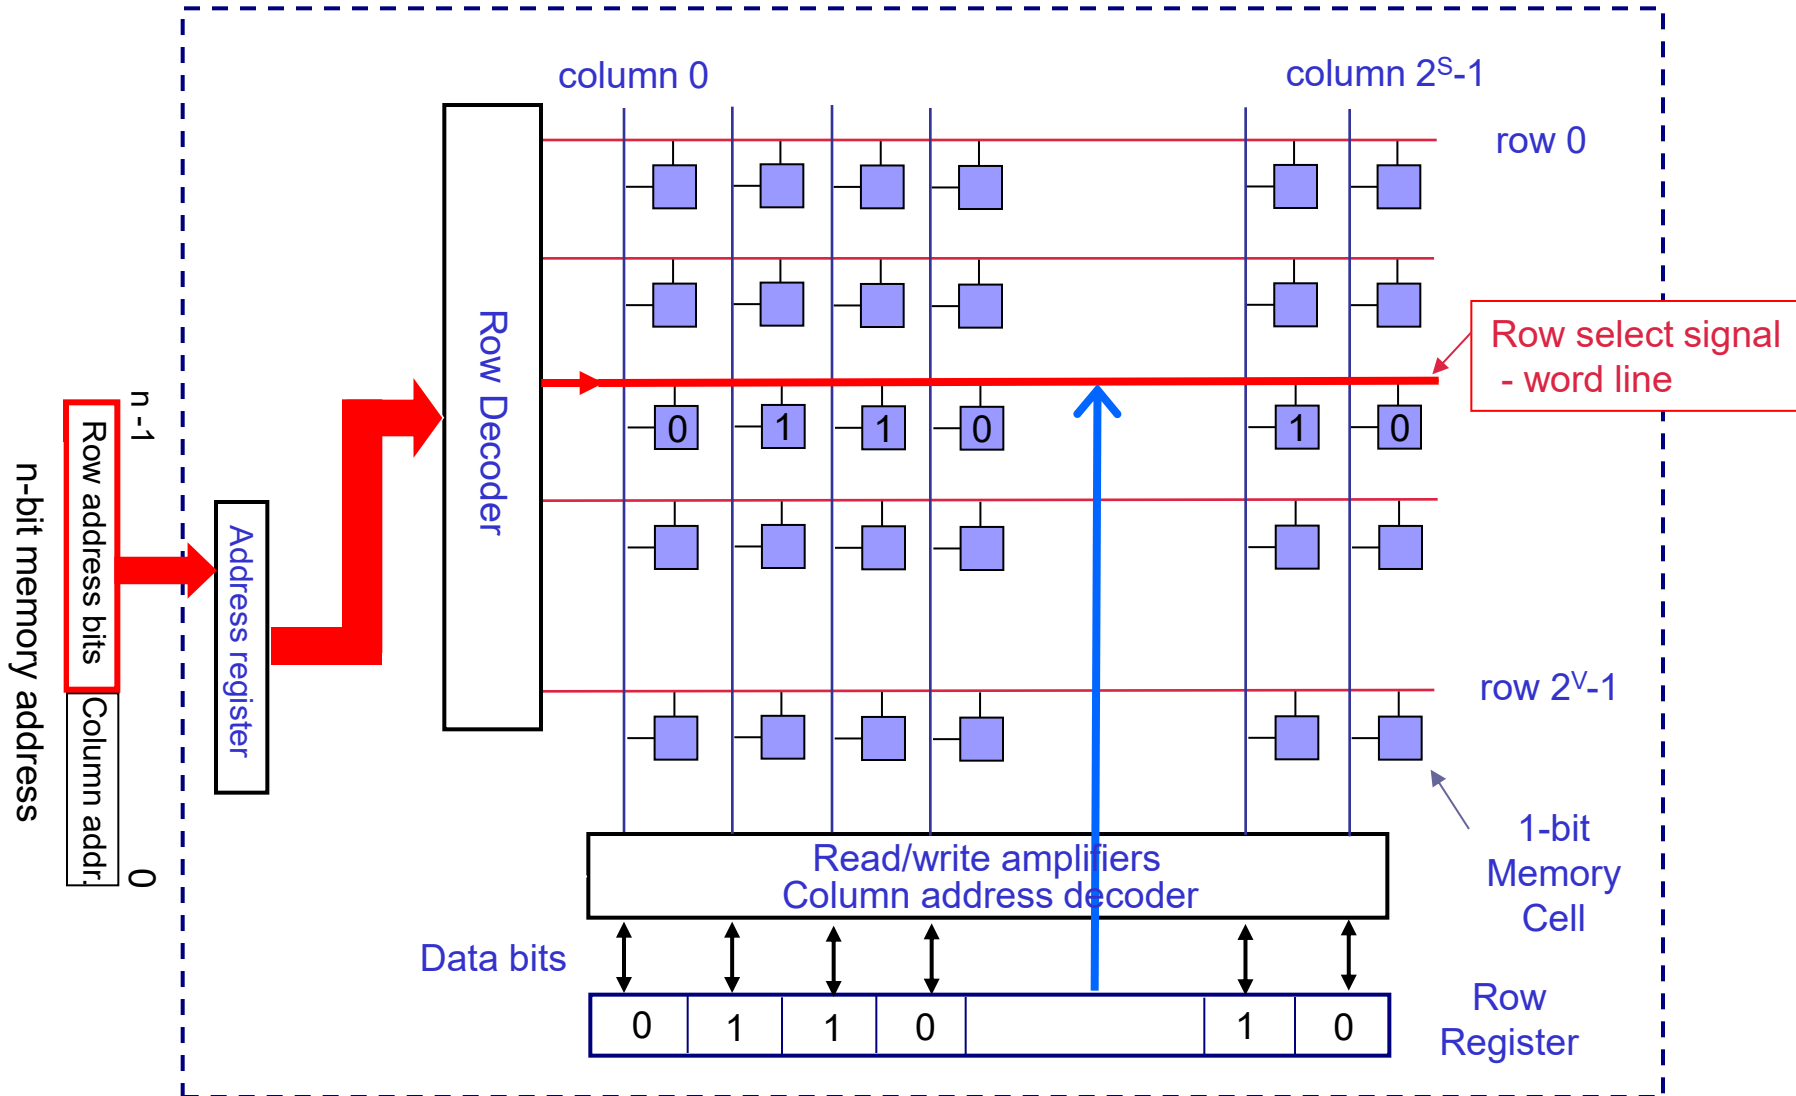 column 0
column 2ˢ-1
row 0
Row Decoder
Row select signal
- word line
n -1
Row address bits
n-bit memory address
Address register
0 1 1 0 1 0
row 2ⱽ-1
Column addr.
0
1-bit
Memory
Cell
Read/write amplifiers
Column address decoder
Data bits
0 1 1 0 1 0
Row
Register